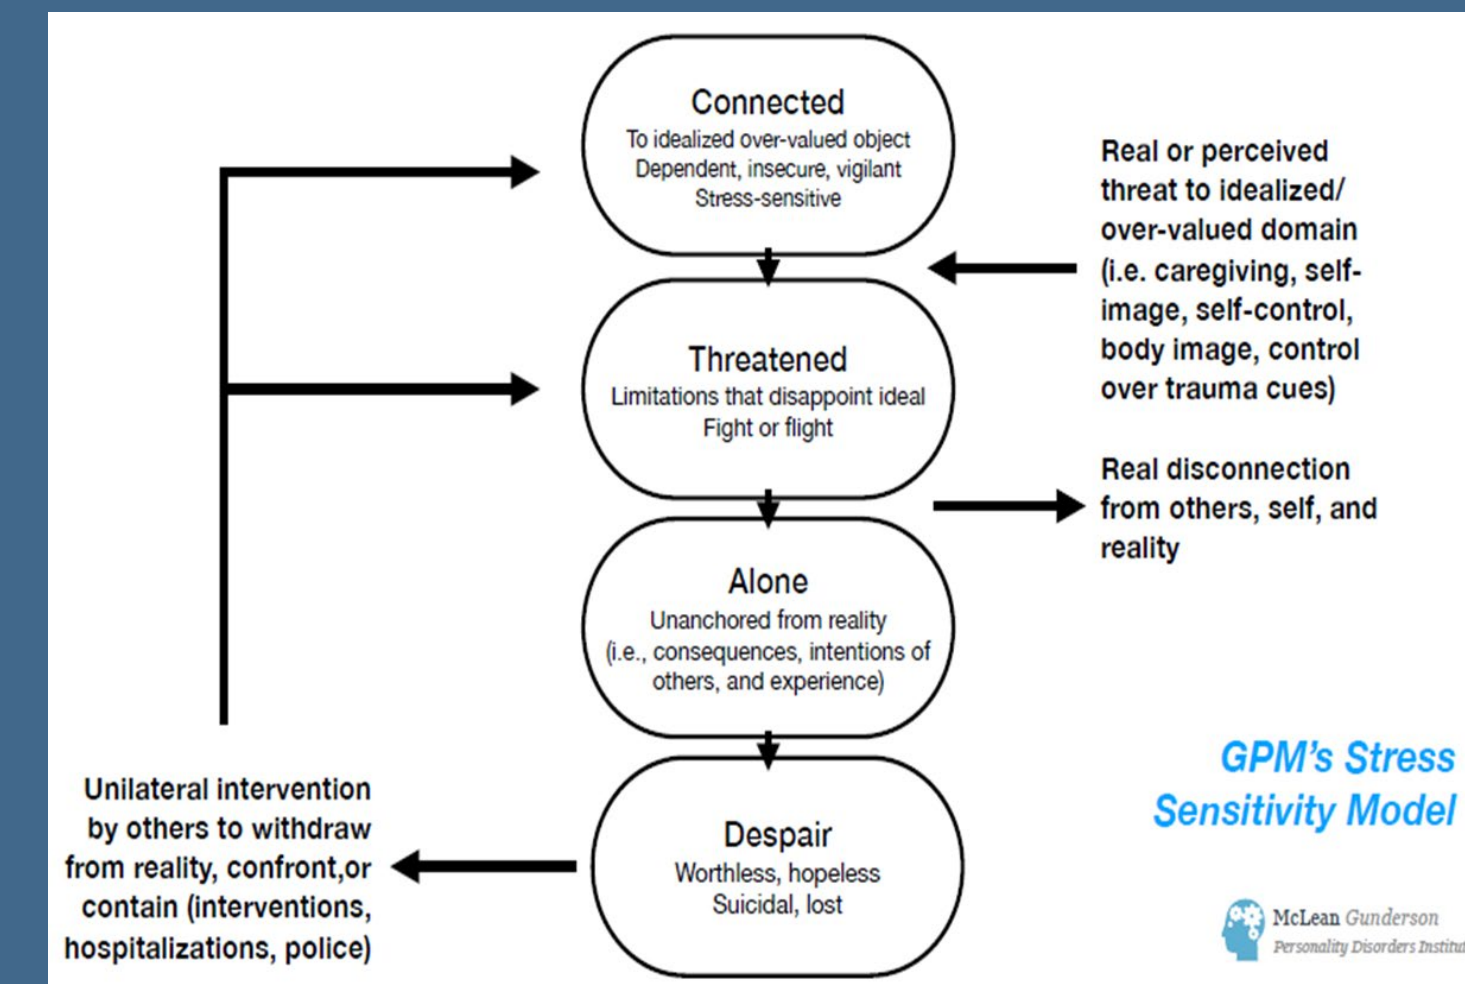 Connected
To idealized over-valued object
Dependent, insecure, vigilant
Stress-sensitive
Real or perceived
threat to idealized/
over-valued domain
(i.e. caregiving, self-
image, self-control,
body image, control
over trauma cues)
Threatened
Limitations that disappoint ideal
Fight or flight
Real disconnection
from others, self, and
reality
Alone
Unanchored from reality
(i.e., consequences, intentions of
others, and experience)
Despair
Worthless, hopeless
Suicidal, lost
Unilateral intervention
by others to withdraw
from reality, confront,or
contain (interventions,
hospitalizations, police)
GPM's Stress
Sensitivity Model
McLean Gunderson
Personality Disorders